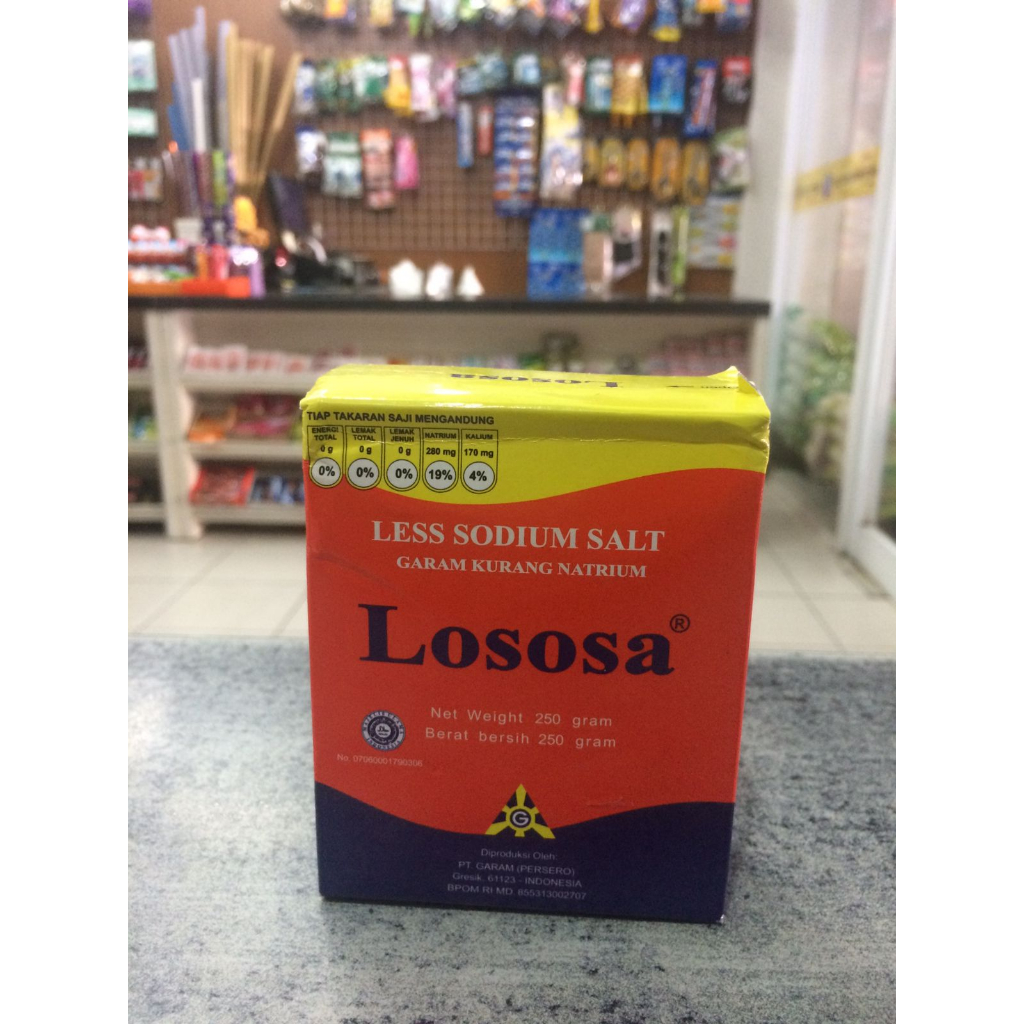 Lososa
TIAP TAKARAN SAJI MENGANDUNG
ENERGI TOTAL 0 g 0%
LEMAK TOTAL 0 g 0%
LEMAK JENUH 0 g 0%
NATRIUM 280 mg 19%
KALIUM 170 mg 4%
LESS SODIUM SALT
GARAM KURANG NATRIUM
Lososa®
Net Weight 250 gram
Berat bersih 250 gram
No. 07060001790306
G
Diproduksi Oleh:
PT. GARAM (PERSERO)
Gresik. 61123 - INDONESIA
BPOM RI MD. 655313002707